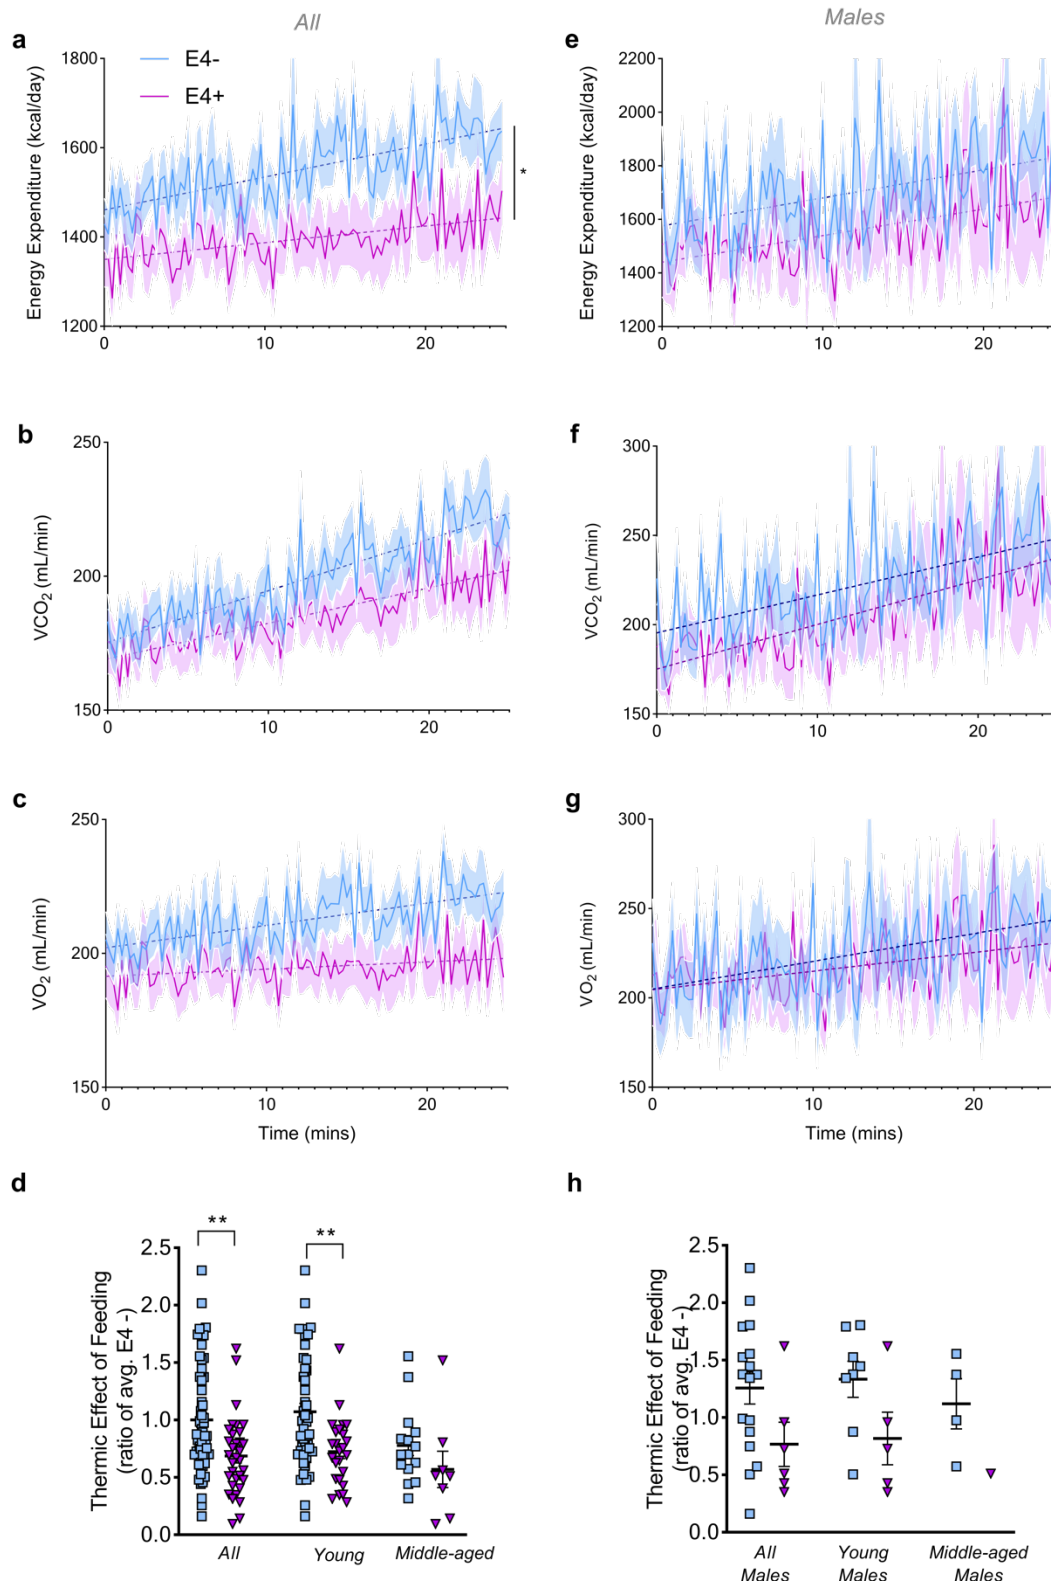 All
Males
a
E4-
E4+
1800
1600
1400
1200
Energy Expenditure (kcal/day)
0
10
20
*
e
2200
2000
1800
1600
1400
1200
Energy Expenditure (kcal/day)
0
10
20
b
250
200
150
VCO2 (mL/min)
0
10
20
f
300
250
200
150
VCO2 (mL/min)
0
10
20
c
250
200
150
VO2 (mL/min)
0
10
20
Time (mins)
g
300
250
200
150
VO2 (mL/min)
0
10
20
Time (mins)
d
**
**
2.5
2.0
1.5
1.0
0.5
0.0
Thermic Effect of Feeding
(ratio of avg. E4 -)
All
Young
Middle-aged
h
2.5
2.0
1.5
1.0
0.5
0.0
Thermic Effect of Feeding
(ratio of avg. E4 -)
All
Males
Young
Males
Middle-aged
Males